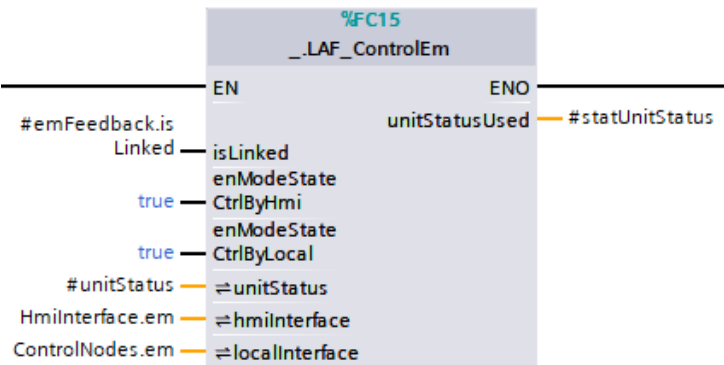 %FC15
_.LAF_ControlEm
EN ENO
unitStatusUsed #statUnitStatus
#emFeedback.is
Linked isLinked
enModeState
true CtrlByHmi
enModeState
true CtrlByLocal
#unitStatus ⇌unitStatus
HmiInterface.em ⇌hmiInterface
ControlNodes.em ⇌localInterface